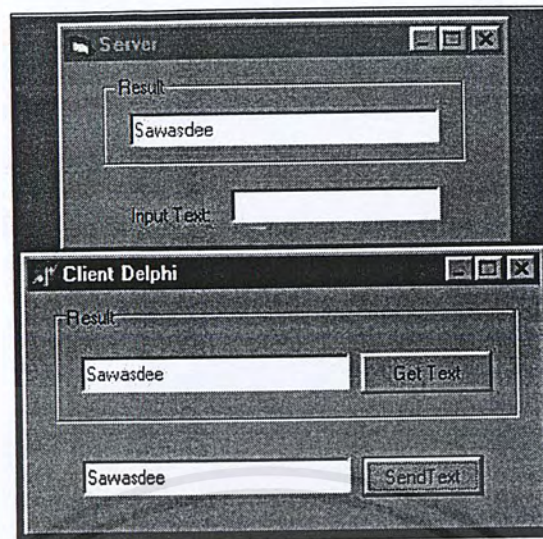 Server
Result
Sawasdee
Input Text:
Client Delphi
Result
Sawasdee
Get Text
Sawasdee
SendText